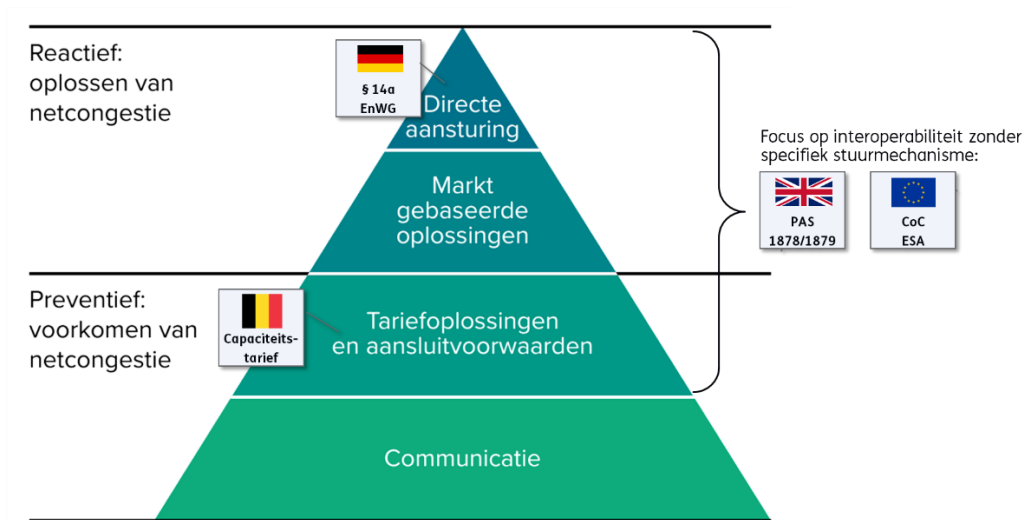 Reactief:
oplossen van
netcongestie
§ 14a
EnWG
Directe
aansturing
Markt
gebaseerde
oplossingen
Focus op interoperabiliteit zonder
specifiek stuurmechanisme:
PAS
1878/1879
CoC
ESA
Preventief:
voorkomen van
netcongestie
Capaciteits-
tarief
Tariefoplossingen
en aansluitvoorwaarden
Communicatie